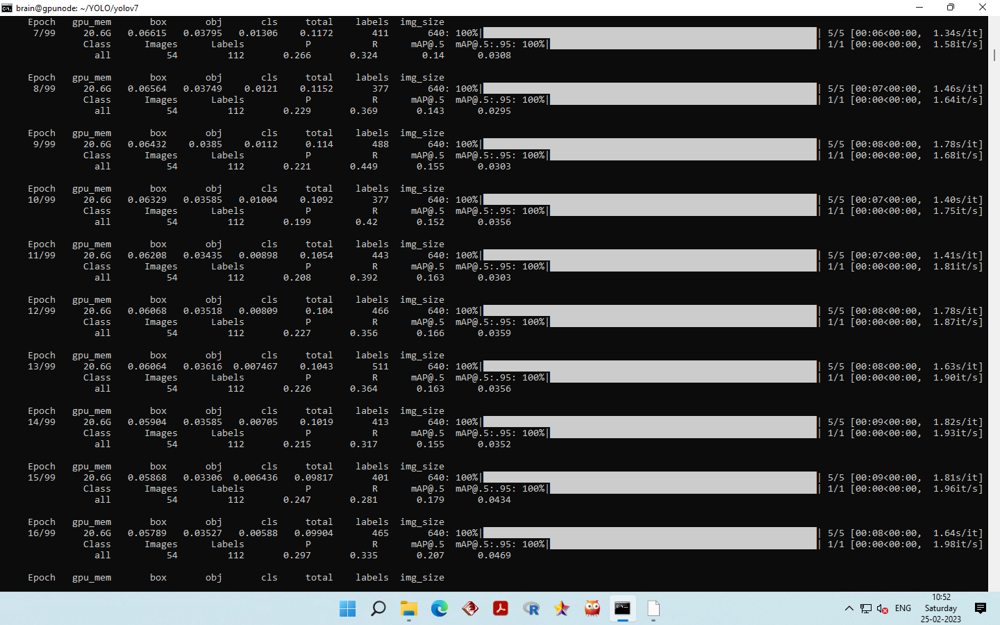 brain@gpunode: ~/YOLO/yolov7
Epoch gpu_mem box obj cls total labels img_size
7/99 20.6G 0.06615 0.03795 0.01306 0.1172 411 640: 100%| | 5/5 [00:06<00:00, 1.34s/it]
Class Images Labels P R mAP@.5 mAP@.5:.95: 100%| | 1/1 [00:00<00:00, 1.58it/s]
all 54 112 0.266 0.324 0.14 0.0308
Epoch gpu_mem box obj cls total labels img_size
8/99 20.6G 0.06564 0.03749 0.0121 0.1152 377 640: 100%| | 5/5 [00:07<00:00, 1.46s/it]
Class Images Labels P R mAP@.5 mAP@.5:.95: 100%| | 1/1 [00:00<00:00, 1.64it/s]
all 54 112 0.229 0.369 0.143 0.0295
Epoch gpu_mem box obj cls total labels img_size
9/99 20.6G 0.06432 0.0385 0.0112 0.114 488 640: 100%| | 5/5 [00:08<00:00, 1.78s/it]
Class Images Labels P R mAP@.5 mAP@.5:.95: 100%| | 1/1 [00:00<00:00, 1.68it/s]
all 54 112 0.221 0.449 0.155 0.0303
Epoch gpu_mem box obj cls total labels img_size
10/99 20.6G 0.06329 0.03585 0.01004 0.1092 377 640: 100%| | 5/5 [00:07<00:00, 1.40s/it]
Class Images Labels P R mAP@.5 mAP@.5:.95: 100%| | 1/1 [00:00<00:00, 1.75it/s]
all 54 112 0.199 0.42 0.152 0.0356
Epoch gpu_mem box obj cls total labels img_size
11/99 20.6G 0.06208 0.03435 0.00898 0.1054 443 640: 100%| | 5/5 [00:07<00:00, 1.41s/it]
Class Images Labels P R mAP@.5 mAP@.5:.95: 100%| | 1/1 [00:00<00:00, 1.81it/s]
all 54 112 0.208 0.392 0.163 0.0303
Epoch gpu_mem box obj cls total labels img_size
12/99 20.6G 0.06068 0.03518 0.00809 0.104 466 640: 100%| | 5/5 [00:08<00:00, 1.78s/it]
Class Images Labels P R mAP@.5 mAP@.5:.95: 100%| | 1/1 [00:00<00:00, 1.87it/s]
all 54 112 0.227 0.356 0.166 0.0359
Epoch gpu_mem box obj cls total labels img_size
13/99 20.6G 0.06064 0.03616 0.007467 0.1043 511 640: 100%| | 5/5 [00:08<00:00, 1.63s/it]
Class Images Labels P R mAP@.5 mAP@.5:.95: 100%| | 1/1 [00:00<00:00, 1.90it/s]
all 54 112 0.226 0.364 0.163 0.0356
Epoch gpu_mem box obj cls total labels img_size
14/99 20.6G 0.05904 0.03585 0.00705 0.1019 413 640: 100%| | 5/5 [00:09<00:00, 1.82s/it]
Class Images Labels P R mAP@.5 mAP@.5:.95: 100%| | 1/1 [00:00<00:00, 1.93it/s]
all 54 112 0.215 0.317 0.155 0.0352
Epoch gpu_mem box obj cls total labels img_size
15/99 20.6G 0.05868 0.03306 0.006436 0.09817 401 640: 100%| | 5/5 [00:09<00:00, 1.81s/it]
Class Images Labels P R mAP@.5 mAP@.5:.95: 100%| | 1/1 [00:00<00:00, 1.96it/s]
all 54 112 0.247 0.281 0.179 0.0434
Epoch gpu_mem box obj cls total labels img_size
16/99 20.6G 0.05789 0.03527 0.00588 0.09904 465 640: 100%| | 5/5 [00:08<00:00, 1.64s/it]
Class Images Labels P R mAP@.5 mAP@.5:.95: 100%| | 1/1 [00:00<00:00, 1.98it/s]
all 54 112 0.297 0.335 0.207 0.0469
Epoch gpu_mem box obj cls total labels img_size
ENG
10:52
Saturday
25-02-2023